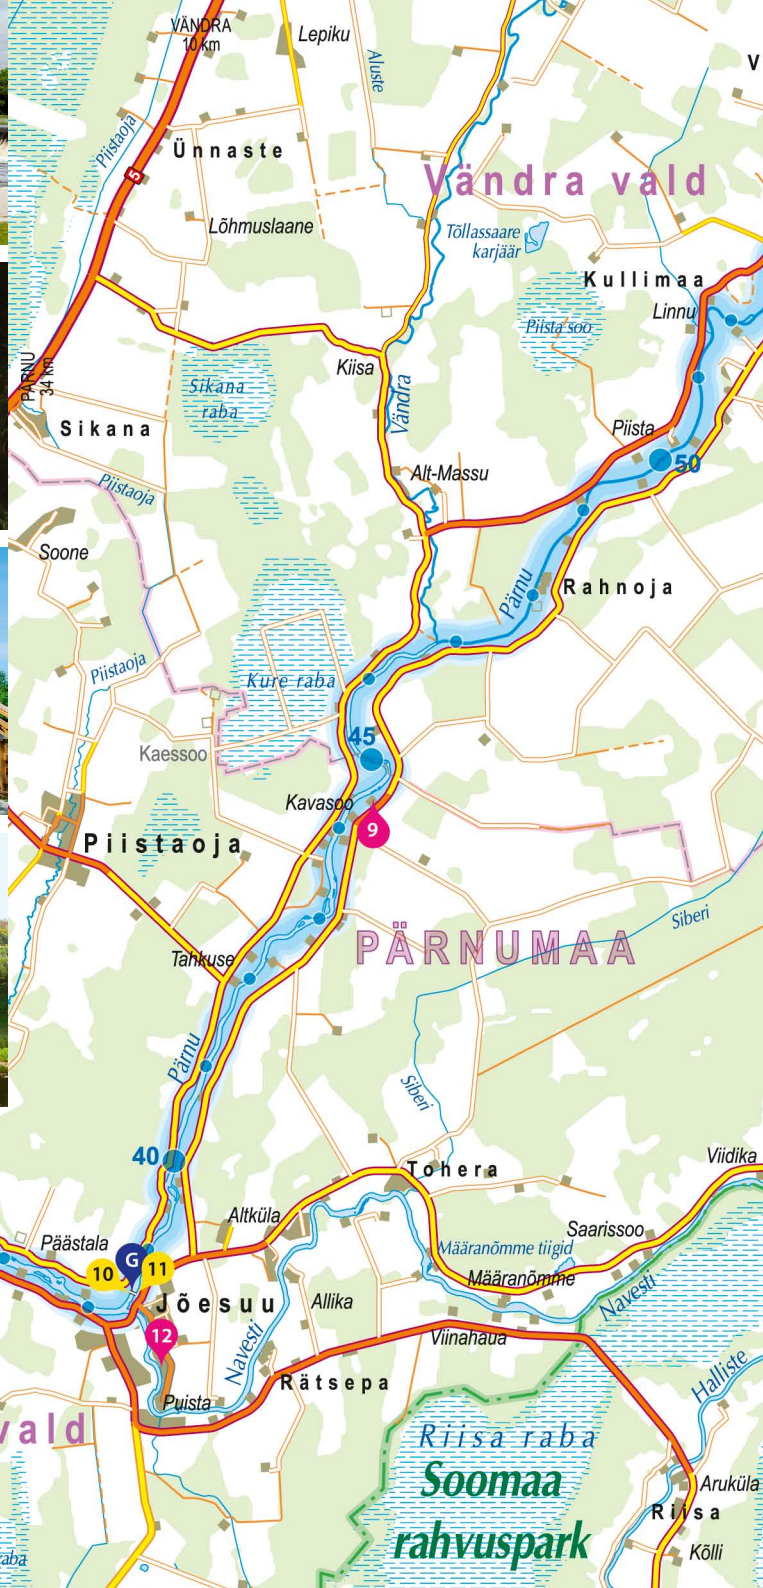 VÄNDRA
10 km
Lepiku
Aluste
V
Piistaoja
Ünnaste
5
Vändra vald
Lõhmuslaane
Tõllassaare
karjäär
Kullimaa
Linnu
Piista soo
PÄRNU
34 km
Kiisa
Sikana
raba
Vändra
Sikana
Piista
50
Alt-Massu
Piistaoja
Soone
Pärnu
Rahnoja
Piistaoja
Kure raba
45
Kaessoo
Kavasoo
9
Piistaoja
Siberi
PÄRNUMAA
Tahkuse
Pärnu
Siberi
40
Tohera
Viidika
Altküla
Päästala
Saarissoo
Määranõmme tiigid
G
10
11
Määranõmme
Navesti
Jõesuu
Allika
12
Viinahaua
Navesti
Halliste
Rätsepa
Puista
vald
Riisa raba
Soomaa
rahvuspark
Aruküla
Riisa
Kõlli
raba